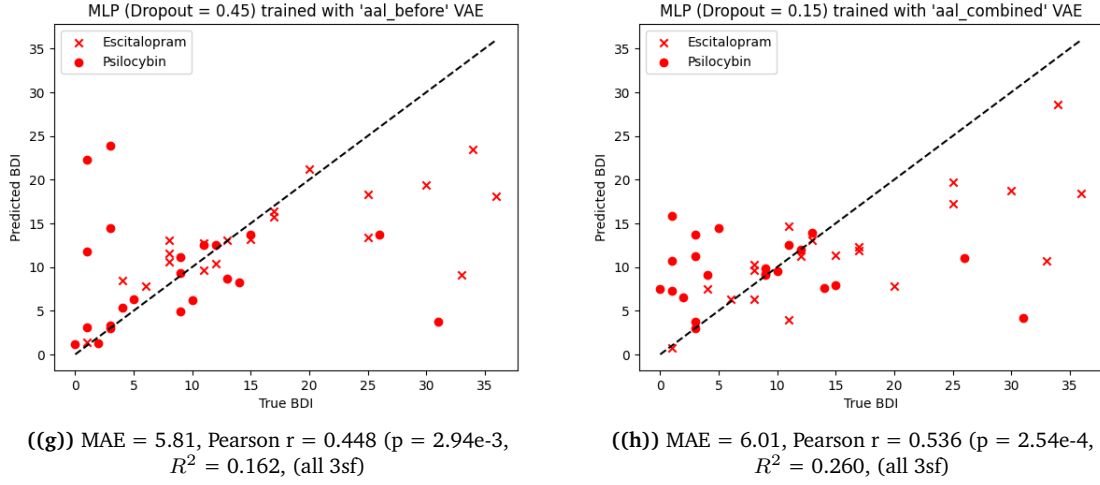 MLP (Dropout = 0.45) trained with 'aal_before' VAE
Escitalopram
Psilocybin
Predicted BDI
35
30
25
20
15
10
5
0
0 5 10 15 20 25 30 35
True BDI
((g)) MAE = 5.81, Pearson r = 0.448 (p = 2.94e-3,
R² = 0.162, (all 3sf)
MLP (Dropout = 0.15) trained with 'aal_combined' VAE
Escitalopram
Psilocybin
Predicted BDI
35
30
25
20
15
10
5
0
0 5 10 15 20 25 30 35
True BDI
((h)) MAE = 6.01, Pearson r = 0.536 (p = 2.54e-4,
R² = 0.260, (all 3sf)